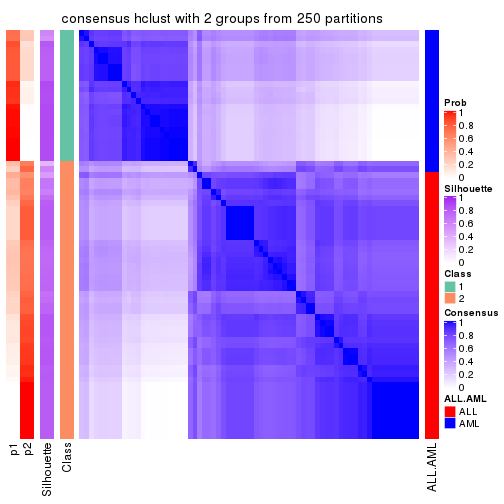 consensus hclust with 2 groups from 250 partitions
Prob
1
0.8
0.6
0.4
0.2
0
Silhouette
1
0.8
0.6
0.4
0.2
0
Class
1
2
Consensus
1
0.8
0.6
0.4
0.2
0
ALL.AML
ALL
AML
p1
p2
Silhouette
Class
ALL.AML